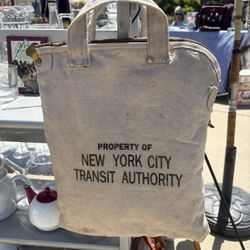 PROPERTY OF
NEW YORK CITY
TRANSIT AUTHORITY